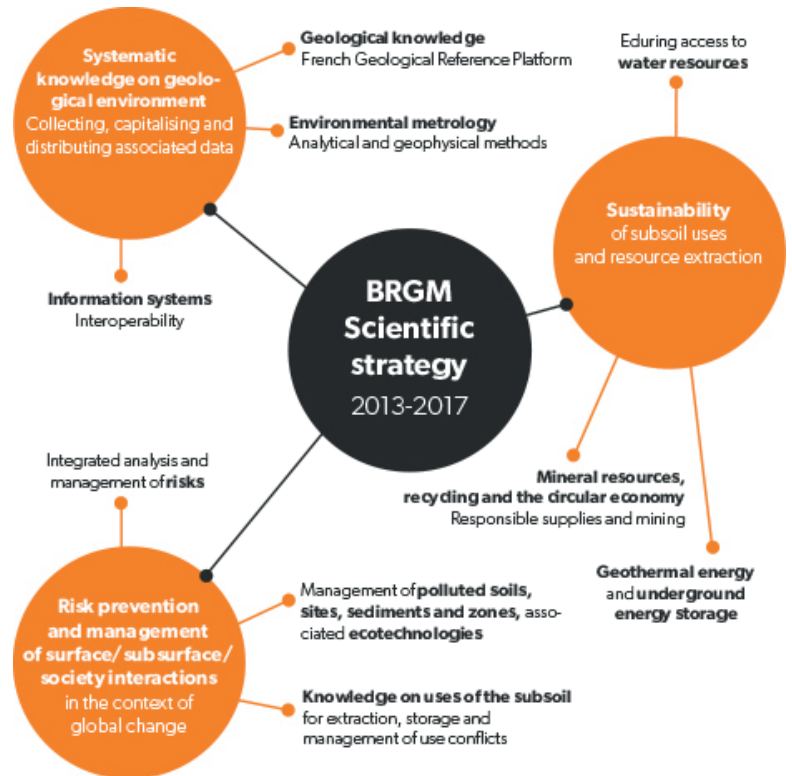 Systematic
knowledge on geolo-
gical environment
Collecting, capitalising and
distributing associated data
Geological knowledge
French Geological Reference Platform
Environmental metrology
Analytical and geophysical methods
Information systems
Interoperability
Eduring access to
water resources
Sustainability
of subsoil uses
and resource extraction
BRGM
Scientific
strategy
2013-2017
Mineral resources,
recycling and the circular economy
Responsible supplies and mining
Geothermal energy
and underground
energy storage
Integrated analysis and
management of risks
Risk prevention
and management
of surface/subsurface/
society interactions
in the context of
global change
Management of polluted soils,
sites, sediments and zones, asso-
ciated ecotechnologies
Knowledge on uses of the subsoil
for extraction, storage and
management of use conflicts